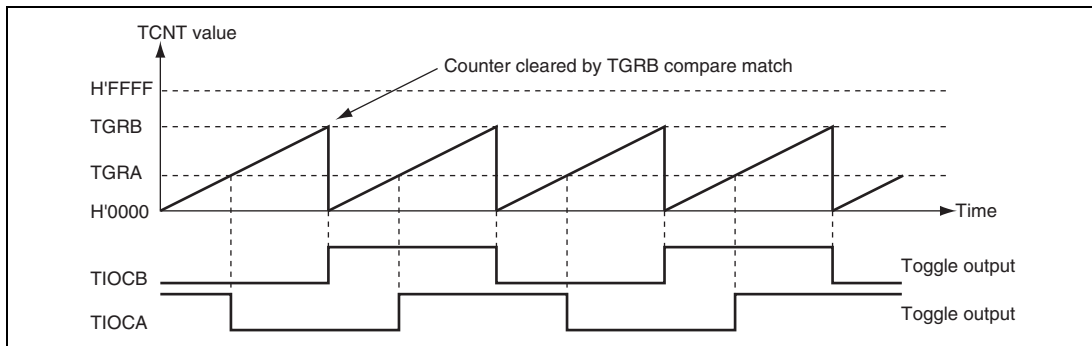 TCNT value
Counter cleared by TGRB compare match
H'FFFF
TGRB
TGRA
H'0000
Time
TIOCB
Toggle output
TIOCA
Toggle output